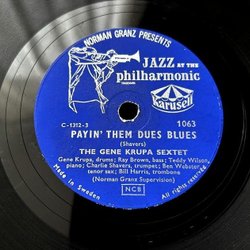 NORMAN GRANZ PRESENTS
JAZZ AT THE
philharmonic
Karusell
C-1312-3
1063
PAYIN' THEM DUES BLUES
(Shavers)
THE GENE KRUPA SEXTET
Gene Krupa, drums; Ray Brown, bas; Teddy Wilson,
piano; Charlie Shavers, trumpet; Ben Webster,
tenor sax; Bill Harris, trombone
(Norman Granz Supervision)
NCB
Made in Sweden
All rights reserved